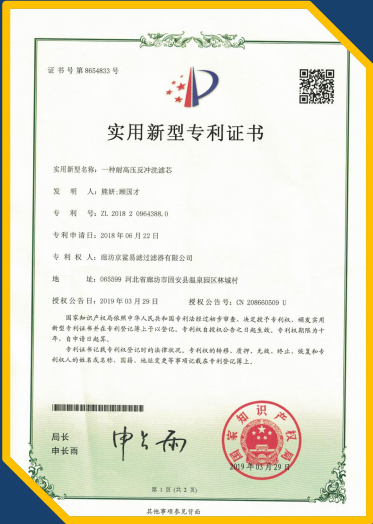 证书号第8654833号
实用新型专利证书
实用新型名称：一种耐高压反冲洗滤芯
发 明 人：熊妍;顾国才
专 利 号：ZL 2018 2 0964388.0
专利申请日：2018年06月22日
专 利 权 人：廊坊京鲨易滤过滤器有限公司
地 址：065599 河北省廊坊市固安县温泉园区林城村
授权公告日：2019年03月29日 授权公告号：CN 208660509 U
国家知识产权局依照中华人民共和国专利法经过初步审查，决定授予专利权，颁发实用
新型专利证书并在专利登记簿上予以登记。专利权自授权公告之日起生效。专利权期限为十
年，自申请日起算。
专利证书记载专利权登记时的法律状况。专利权的转移、质押、无效、终止、恢复和专
利权人的姓名或名称、国籍、地址变更等事项记载在专利登记簿上。
局长
申长雨
申长雨
国家知识产权局
2019年03月29日
第 1 页 (共 2 页)
其他事项参见背面